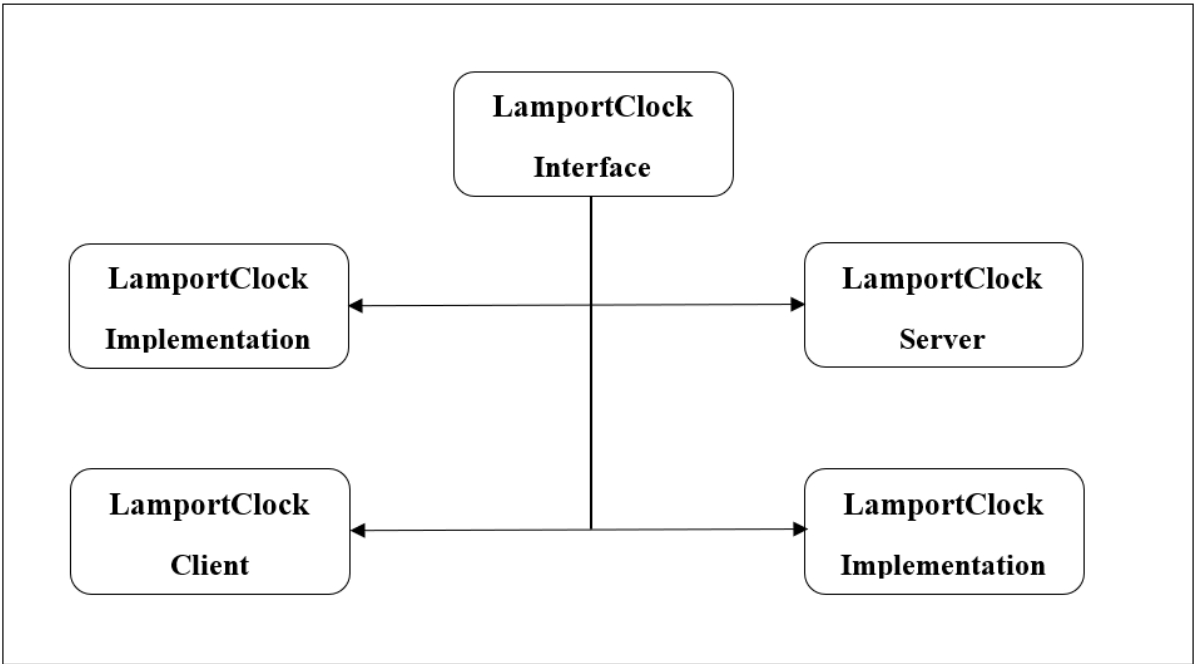 LamportClock
Interface
LamportClock
Implementation
LamportClock
Server
LamportClock
Client
LamportClock
Implementation